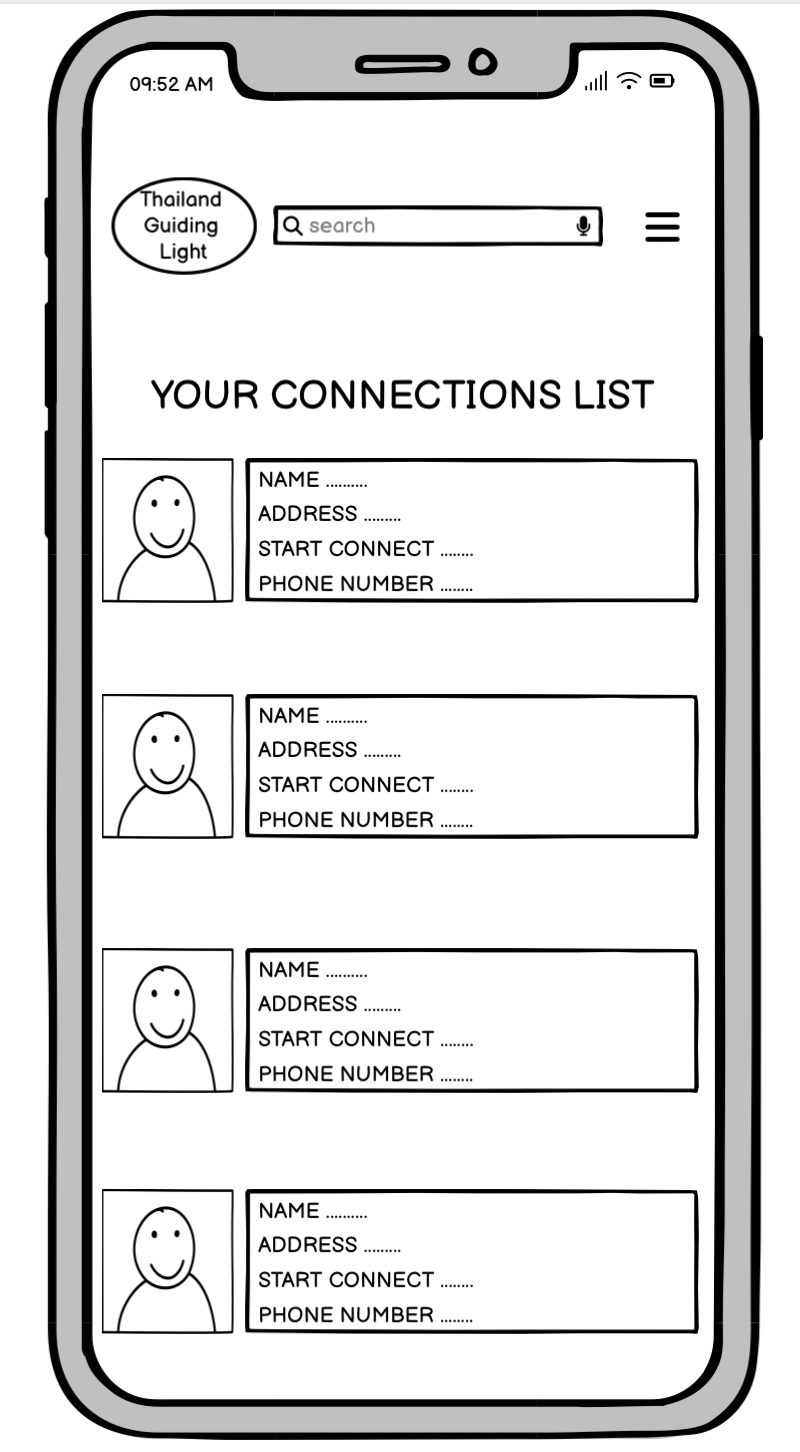 09:52 AM
Thailand
Guiding
Light
search
YOUR CONNECTIONS LIST
NAME ..........
ADDRESS .........
START CONNECT ........
PHONE NUMBER ........
NAME ..........
ADDRESS .........
START CONNECT ........
PHONE NUMBER ........
NAME ..........
ADDRESS .........
START CONNECT ........
PHONE NUMBER ........
NAME ..........
ADDRESS .........
START CONNECT ........
PHONE NUMBER ........